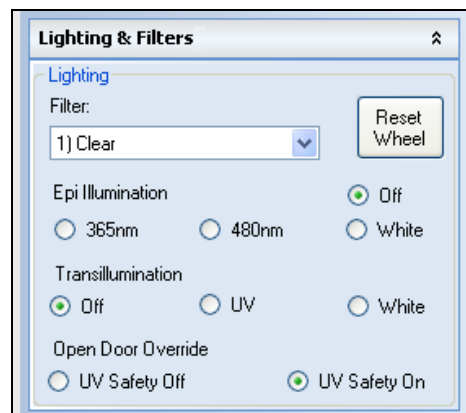 Lighting & Filters
Lighting
Filter:
1) Clear
Reset
Wheel
Epi Illumination
Off
365nm 480nm White
Transillumination
Off UV White
Open Door Override
UV Safety Off UV Safety On